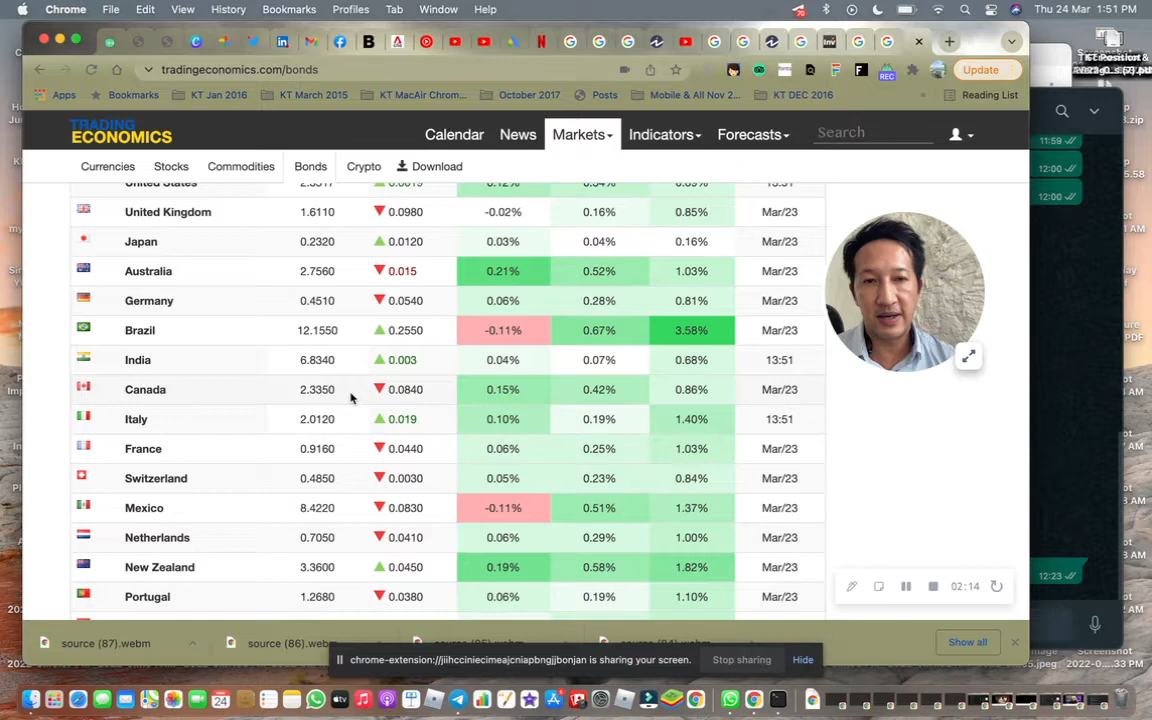 Chrome File Edit View History Bookmarks Profiles Tab Window Help 70 Thu 24 Mar 1:51 PM
tradingeconomics.com/bonds Update
Apps Bookmarks KT Jan 2016 KT March 2015 KT MacAir Chrom... October 2017 Posts Mobile & All Nov 2... KT DEC 2016 Reading List
REC
TRADING
ECONOMICS
Calendar News Markets Indicators Forecasts Search
Currencies Stocks Commodities Bonds Crypto Download
United States
United Kingdom 1.6110 0.0980 -0.02% 0.16% 0.85% Mar/23
Japan 0.2320 0.0120 0.03% 0.04% 0.16% Mar/23
Australia 2.7560 0.015 0.21% 0.52% 1.03% Mar/23
Germany 0.4510 0.0540 0.06% 0.28% 0.81% Mar/23
Brazil 12.1550 0.2550 -0.11% 0.67% 3.58% Mar/23
India 6.8340 0.003 0.04% 0.07% 0.68% 13:51
Canada 2.3350 0.0840 0.15% 0.42% 0.86% Mar/23
Italy 2.0120 0.019 0.10% 0.19% 1.40% 13:51
France 0.9160 0.0440 0.06% 0.25% 1.03% Mar/23
Switzerland 0.4850 0.0030 0.05% 0.23% 0.84% Mar/23
Mexico 8.4220 0.0830 -0.11% 0.51% 1.37% Mar/23
Netherlands 0.7050 0.0410 0.06% 0.29% 1.00% Mar/23
New Zealand 3.3600 0.0450 0.19% 0.58% 1.82% Mar/23
Portugal 1.2680 0.0380 0.06% 0.19% 1.10% Mar/23
11:59
12:00
12:00
12:23
02:14
source (87).webm source (86).webm Show all
chrome-extension://jiihcciniecimeajcniapbngjjbonjan is sharing your screen. Stop sharing Hide